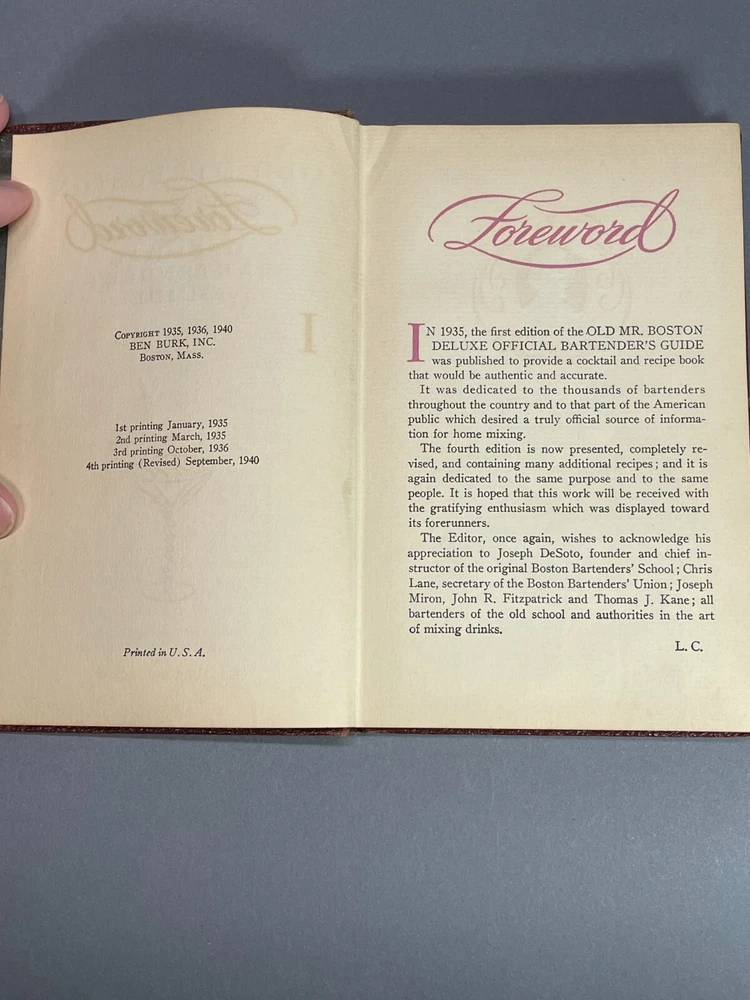 COPYRIGHT 1935, 1936, 1940
BEN BURK, INC.
BOSTON, MASS.
1st printing January, 1935
2nd printing March, 1935
3rd printing October, 1936
4th printing (Revised) September, 1940
Printed in U. S. A.
Foreword
IN 1935, the first edition of the OLD MR. BOSTON
DELUXE OFFICIAL BARTENDER'S GUIDE
was published to provide a cocktail and recipe book
that would be authentic and accurate.
It was dedicated to the thousands of bartenders
throughout the country and to that part of the American
public which desired a truly official source of informa-
tion for home mixing.
The fourth edition is now presented, completely re-
vised, and containing many additional recipes; and it is
again dedicated to the same purpose and to the same
people. It is hoped that this work will be received with
the gratifying enthusiasm which was displayed toward
its forerunners.
The Editor, once again, wishes to acknowledge his
appreciation to Joseph DeSoto, founder and chief in-
structor of the original Boston Bartenders' School; Chris
Lane, secretary of the Boston Bartenders' Union; Joseph
Miron, John R. Fitzpatrick and Thomas J. Kane; all
bartenders of the old school and authorities in the art
of mixing drinks.
L. C.